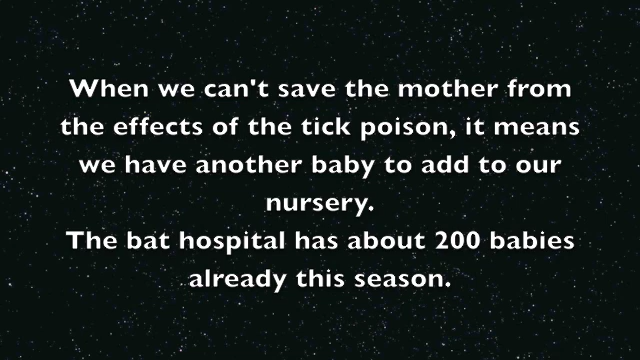 When we can't save the mother from
the effects of the tick poison, it means
we have another baby to add to our
nursery.
The bat hospital has about 200 babies
already this season.